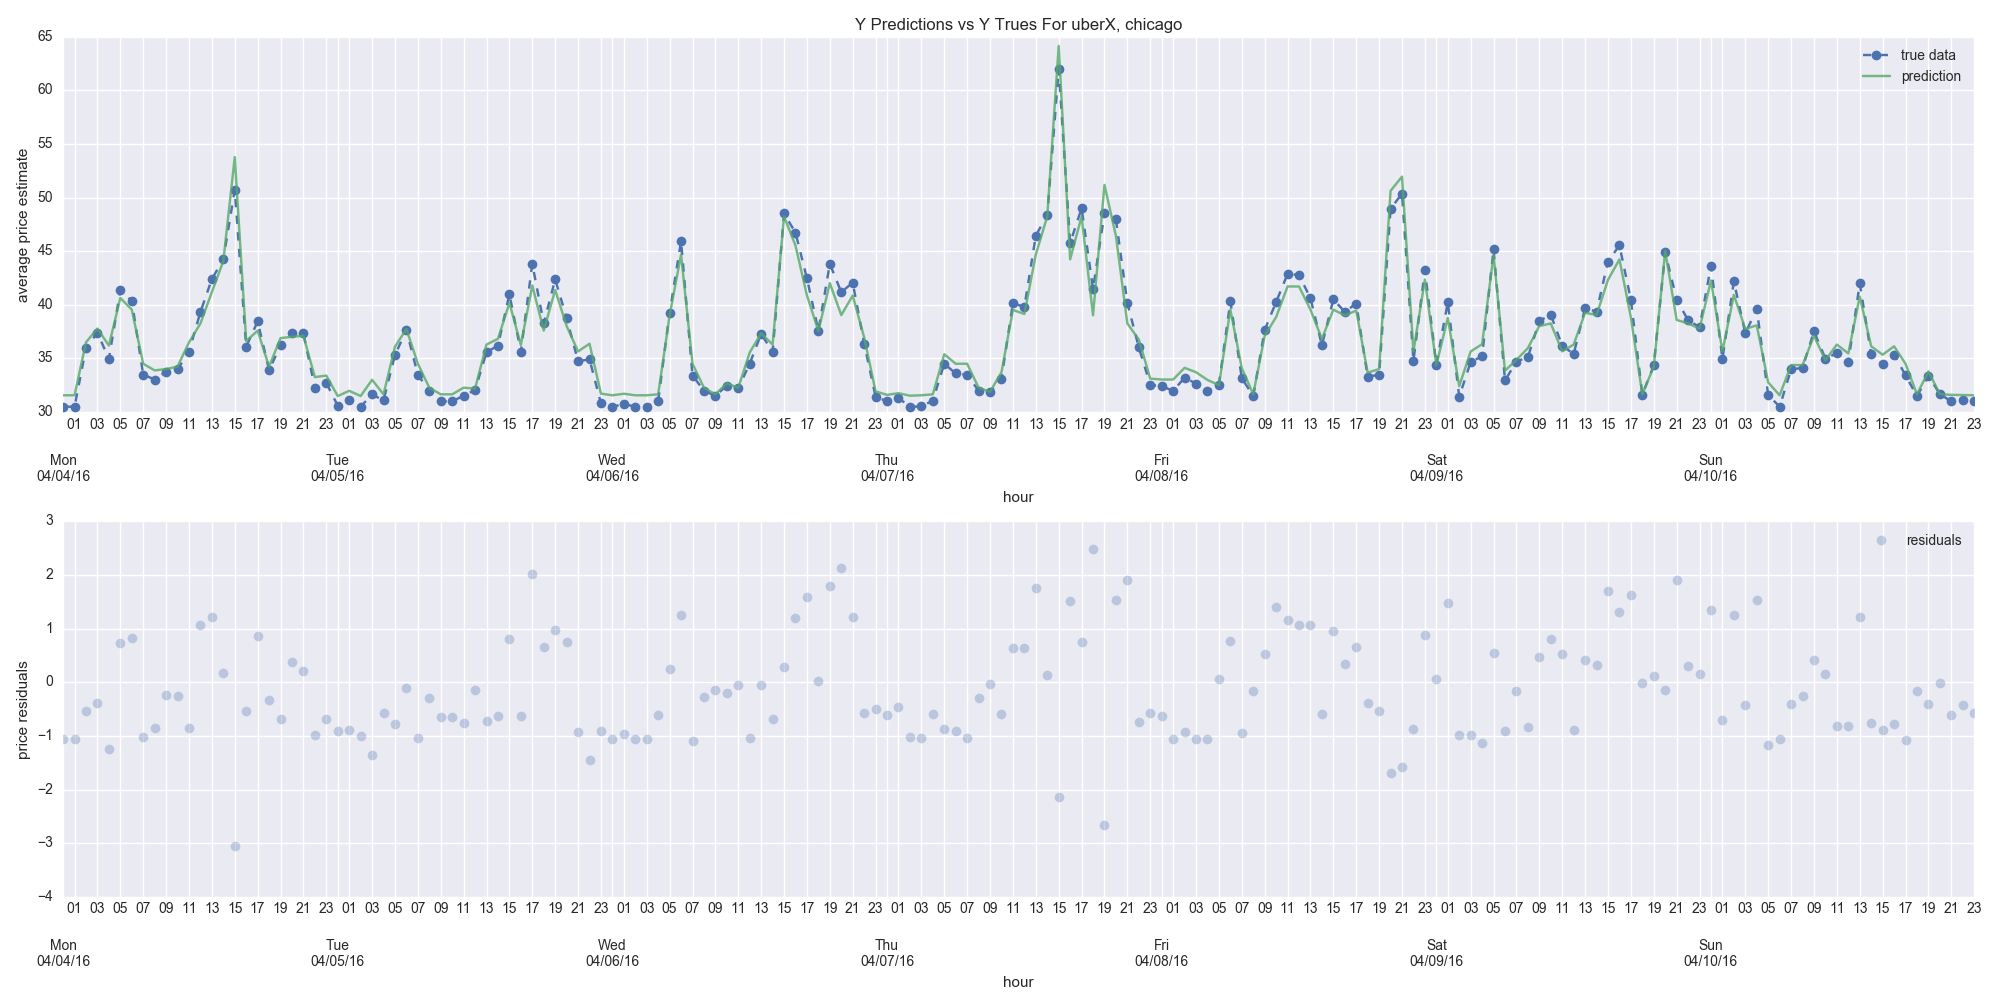 Y Predictions vs Y Trues For uberX, chicago
65
60
55
50
45
40
35
30
average price estimate
true data
prediction
01 03 05 07 09 11 13 15 17 19 21 23 01 03 05 07 09 11 13 15 17 19 21 23 01 03 05 07 09 11 13 15 17 19 21 23 01 03 05 07 09 11 13 15 17 19 21 23 01 03 05 07 09 11 13 15 17 19 21 23 01 03 05 07 09 11 13 15 17 19 21 23 01 03 05 07 09 11 13 15 17 19 21 23
Mon Tue Wed Thu Fri Sat Sun
04/04/16 04/05/16 04/06/16 04/07/16 04/08/16 04/09/16 04/10/16
hour
3
2
1
0
−1
−2
−3
−4
price residuals
residuals
01 03 05 07 09 11 13 15 17 19 21 23 01 03 05 07 09 11 13 15 17 19 21 23 01 03 05 07 09 11 13 15 17 19 21 23 01 03 05 07 09 11 13 15 17 19 21 23 01 03 05 07 09 11 13 15 17 19 21 23 01 03 05 07 09 11 13 15 17 19 21 23 01 03 05 07 09 11 13 15 17 19 21 23
Mon Tue Wed Thu Fri Sat Sun
04/04/16 04/05/16 04/06/16 04/07/16 04/08/16 04/09/16 04/10/16
hour